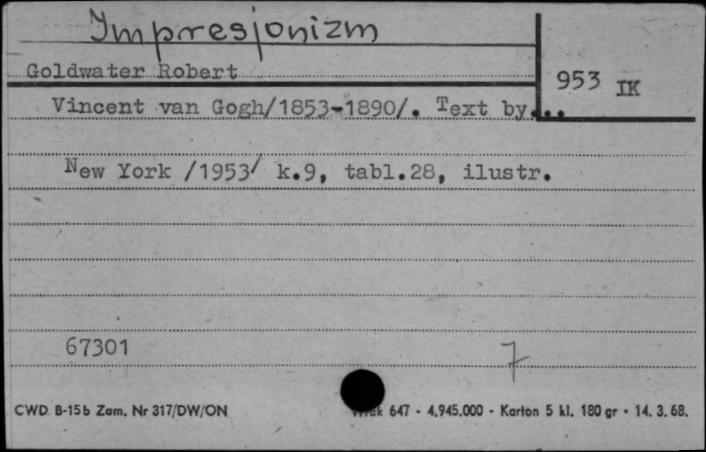 Impresjonizm
Goldwater Robert
953 IK
Vincent van Gogh/1853-1890/. Text by...
New York /1953/ k.9, tabl.28, ilustr.
67301
7
CWD B-15b Zam. Nr 317/DW/ON
647 - 4.945.000 - Karton 5 kl. 180 gr - 14. 3. 68.